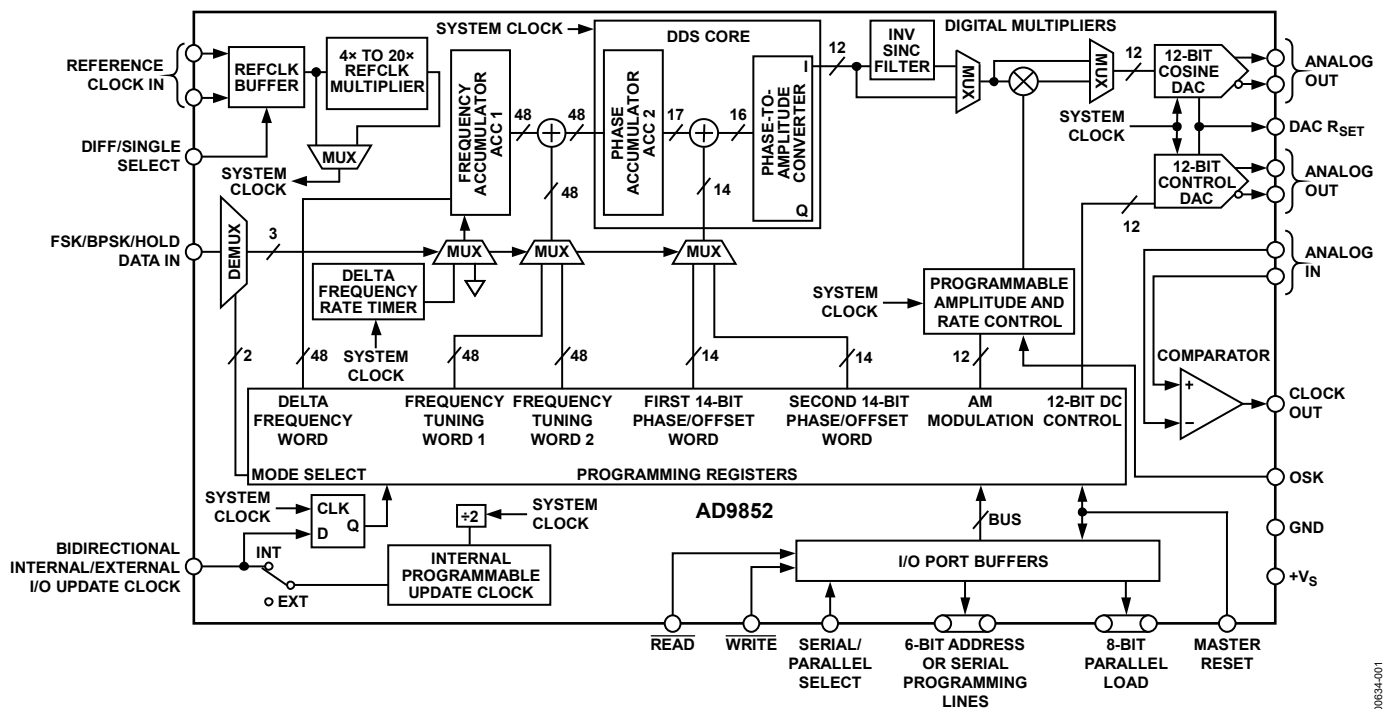 SYSTEM CLOCK
DIGITAL MULTIPLIERS
REFERENCE
CLOCK IN
REFCLK
BUFFER
4× TO 20×
REFCLK
MULTIPLIER
DIFF/SINGLE
SELECT
MUX
SYSTEM
CLOCK
FREQUENCY
ACCUMULATOR
ACC 1
48
48
48
DDS CORE
PHASE
ACCUMULATOR
ACC 2
17
16
14
PHASE-TO-
AMPLITUDE
CONVERTER
I
Q
12
INV
SINC
FILTER
MUX
MUX
12
12-BIT
COSINE
DAC
ANALOG
OUT
SYSTEM
CLOCK
DAC RSET
12-BIT
CONTROL
DAC
ANALOG
OUT
12
FSK/BPSK/HOLD
DATA IN
DEMUX
3
MUX
MUX
MUX
DELTA
FREQUENCY
RATE TIMER
SYSTEM
CLOCK
SYSTEM
CLOCK
PROGRAMMABLE
AMPLITUDE AND
RATE CONTROL
ANALOG
IN
COMPARATOR
+
−
CLOCK
OUT
2
48
48
48
14
14
12
DELTA
FREQUENCY
WORD
FREQUENCY
TUNING
WORD 1
FREQUENCY
TUNING
WORD 2
FIRST 14-BIT
PHASE/OFFSET
WORD
SECOND 14-BIT
PHASE/OFFSET
WORD
AM
MODULATION
12-BIT DC
CONTROL
MODE SELECT
PROGRAMMING REGISTERS
OSK
SYSTEM
CLOCK
CLK
D
Q
÷2
SYSTEM
CLOCK
AD9852
BUS
GND
BIDIRECTIONAL
INTERNAL/EXTERNAL
I/O UPDATE CLOCK
INT
EXT
INTERNAL
PROGRAMMABLE
UPDATE CLOCK
I/O PORT BUFFERS
+VS
READ
WRITE
SERIAL/
PARALLEL
SELECT
6-BIT ADDRESS
OR SERIAL
PROGRAMMING
LINES
8-BIT
PARALLEL
LOAD
MASTER
RESET
00634-001